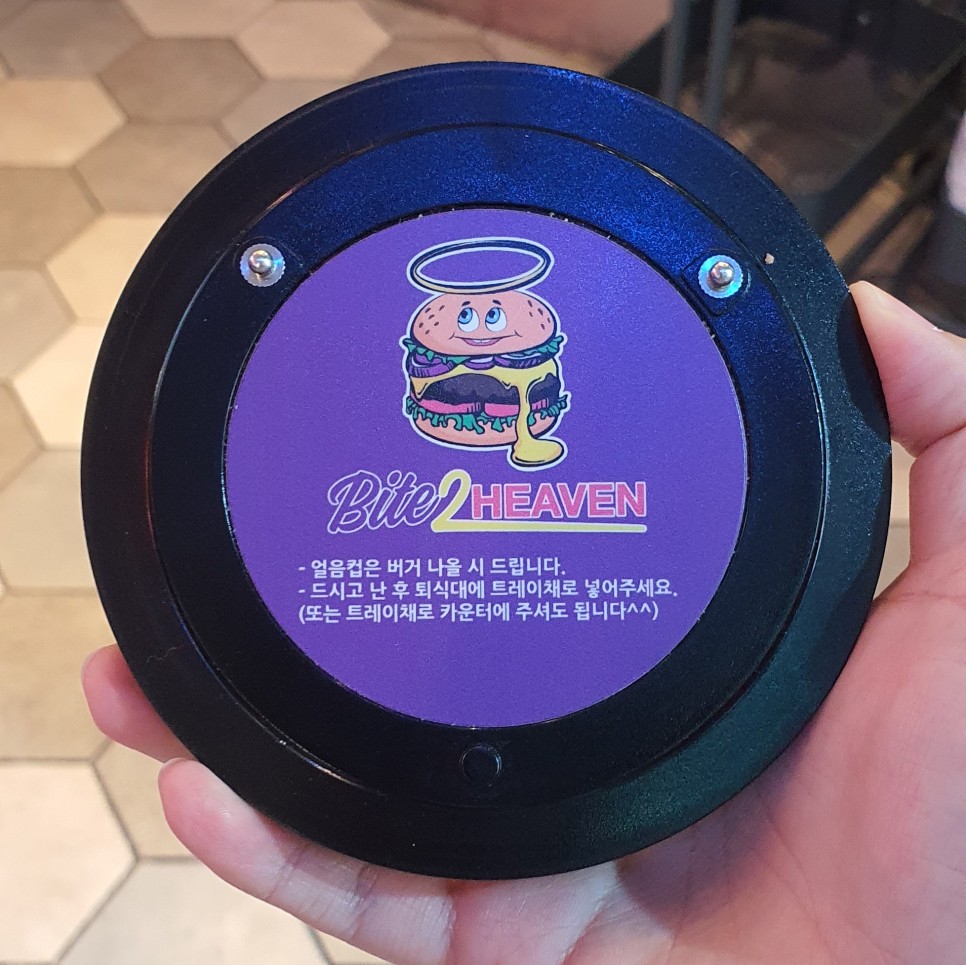 Bite2HEAVEN
- 얼음컵은 버거 나올 시 드립니다.
- 드시고 난 후 퇴식대에 트레이채로 넣어주세요.
(또는 트레이채로 카운터에 주셔도 됩니다^^)